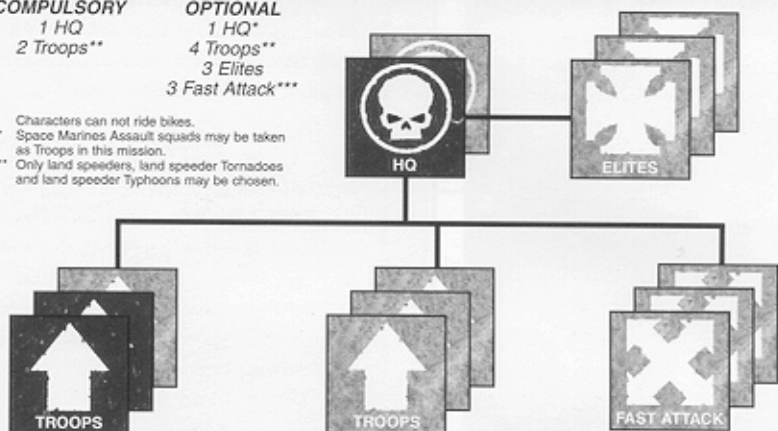 COMPULSORY
1 HQ
2 Troops**
OPTIONAL
1 HQ*
4 Troops**
3 Elites
3 Fast Attack***
Characters can not ride bikes.
* Space Marines Assault squads may be taken
as Troops in this mission.
** Only land speeders, land speeder Tornadoes
and land speeder Typhoons may be chosen.
HQ
ELITES
TROOPS
TROOPS
FAST ATTACK